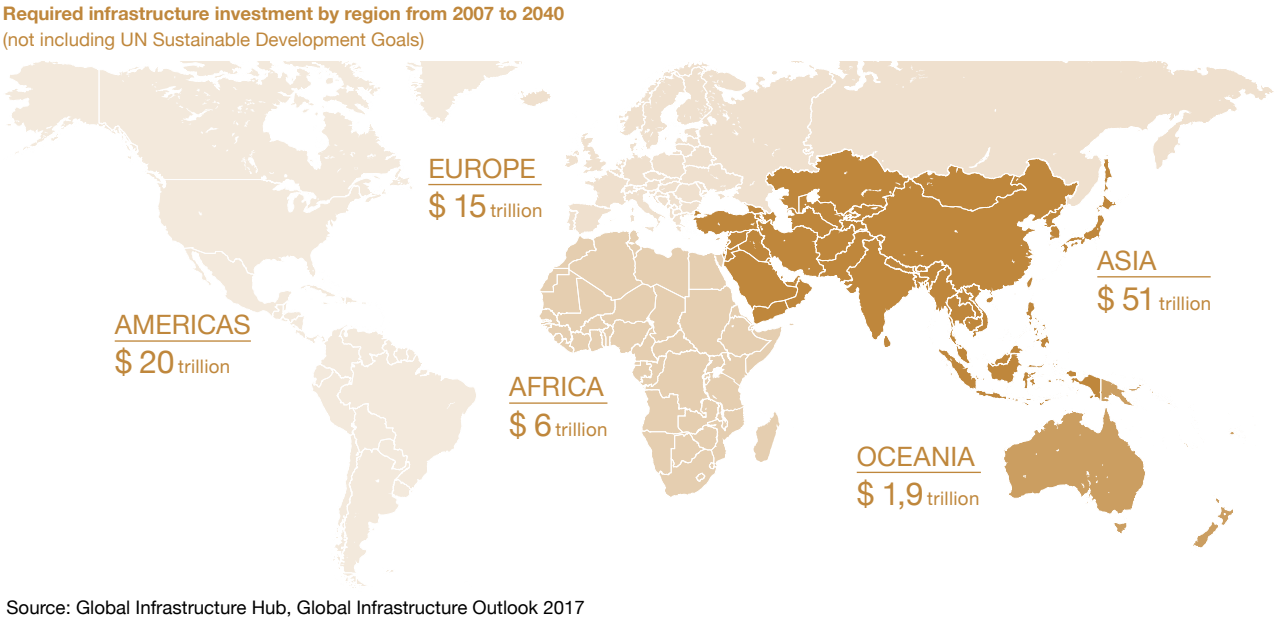 Required infrastructure investment by region from 2007 to 2040
(not including UN Sustainable Development Goals)
EUROPE
$ 15 trillion
ASIA
$ 51 trillion
AMERICAS
$ 20 trillion
AFRICA
$ 6 trillion
OCEANIA
$ 1,9 trillion
Source: Global Infrastructure Hub, Global Infrastructure Outlook 2017